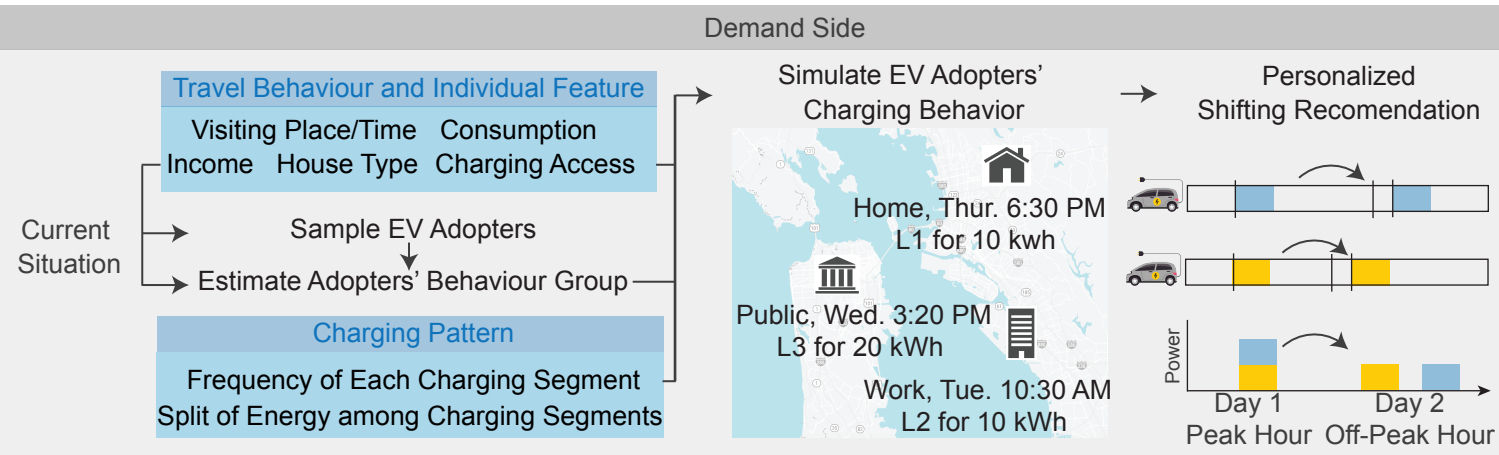 Demand Side
Travel Behaviour and Individual Feature
Visiting Place/Time Consumption
Income House Type Charging Access
Current
Situation
Sample EV Adopters
Estimate Adopters' Behaviour Group
Charging Pattern
Frequency of Each Charging Segment
Split of Energy among Charging Segments
Simulate EV Adopters'
Charging Behavior
Home, Thur. 6:30 PM
L1 for 10 kwh
Public, Wed. 3:20 PM
L3 for 20 kWh
Work, Tue. 10:30 AM
L2 for 10 kWh
Personalized
Shifting Recomendation
Power
Day 1
Peak Hour
Day 2
Off-Peak Hour